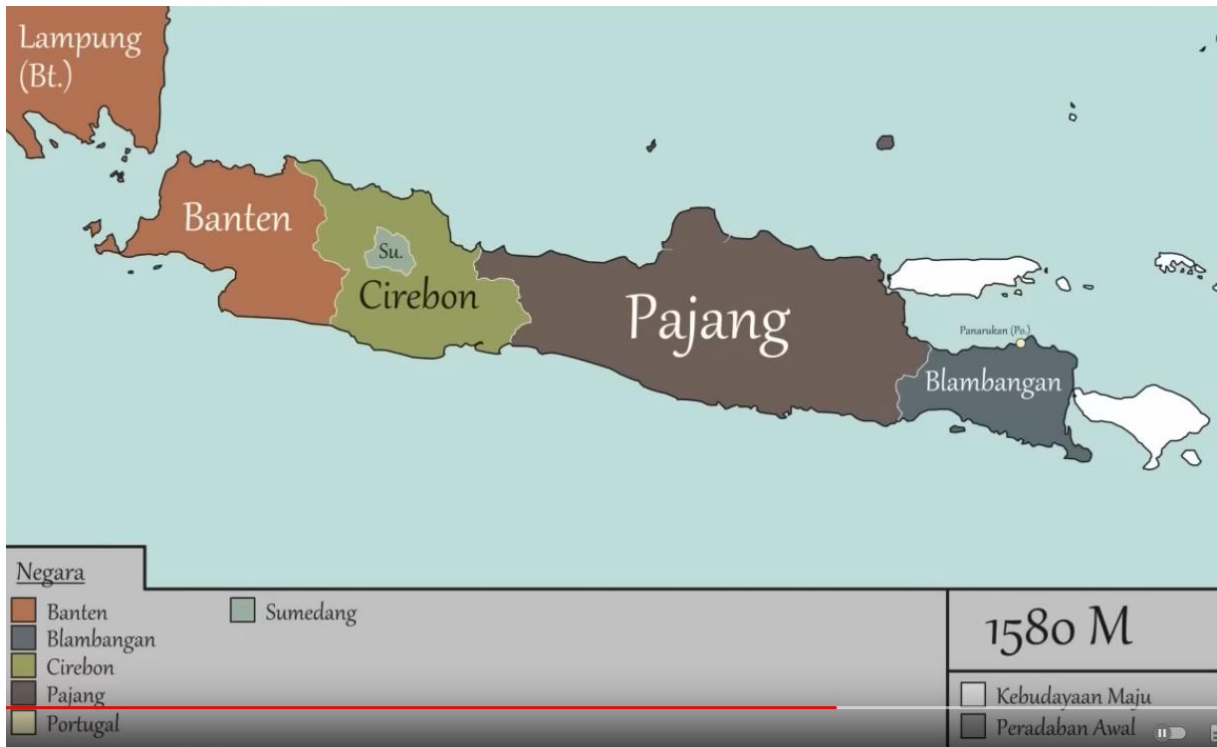 Lampung
(Bt.)
Banten
Su.
Cirebon
Pajang
Panarukan (Po.)
Blambangan
Negara
Banten
Blambangan
Cirebon
Pajang
Portugal
Sumedang
1580 M
Kebudayaan Maju
Peradaban Awal